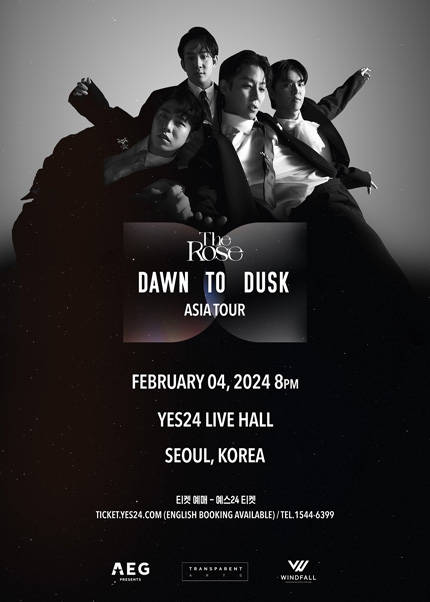 The
Rose
DAWN TO DUSK
ASIA TOUR
FEBRUARY 04, 2024 8PM
YES24 LIVE HALL
SEOUL, KOREA
티켓 예매 – 예스24 티켓
TICKET.YES24.COM (ENGLISH BOOKING AVAILABLE) / TEL.1544-6399
AEG
PRESENTS
TRANSPARENT
ARTS
WINDFALL